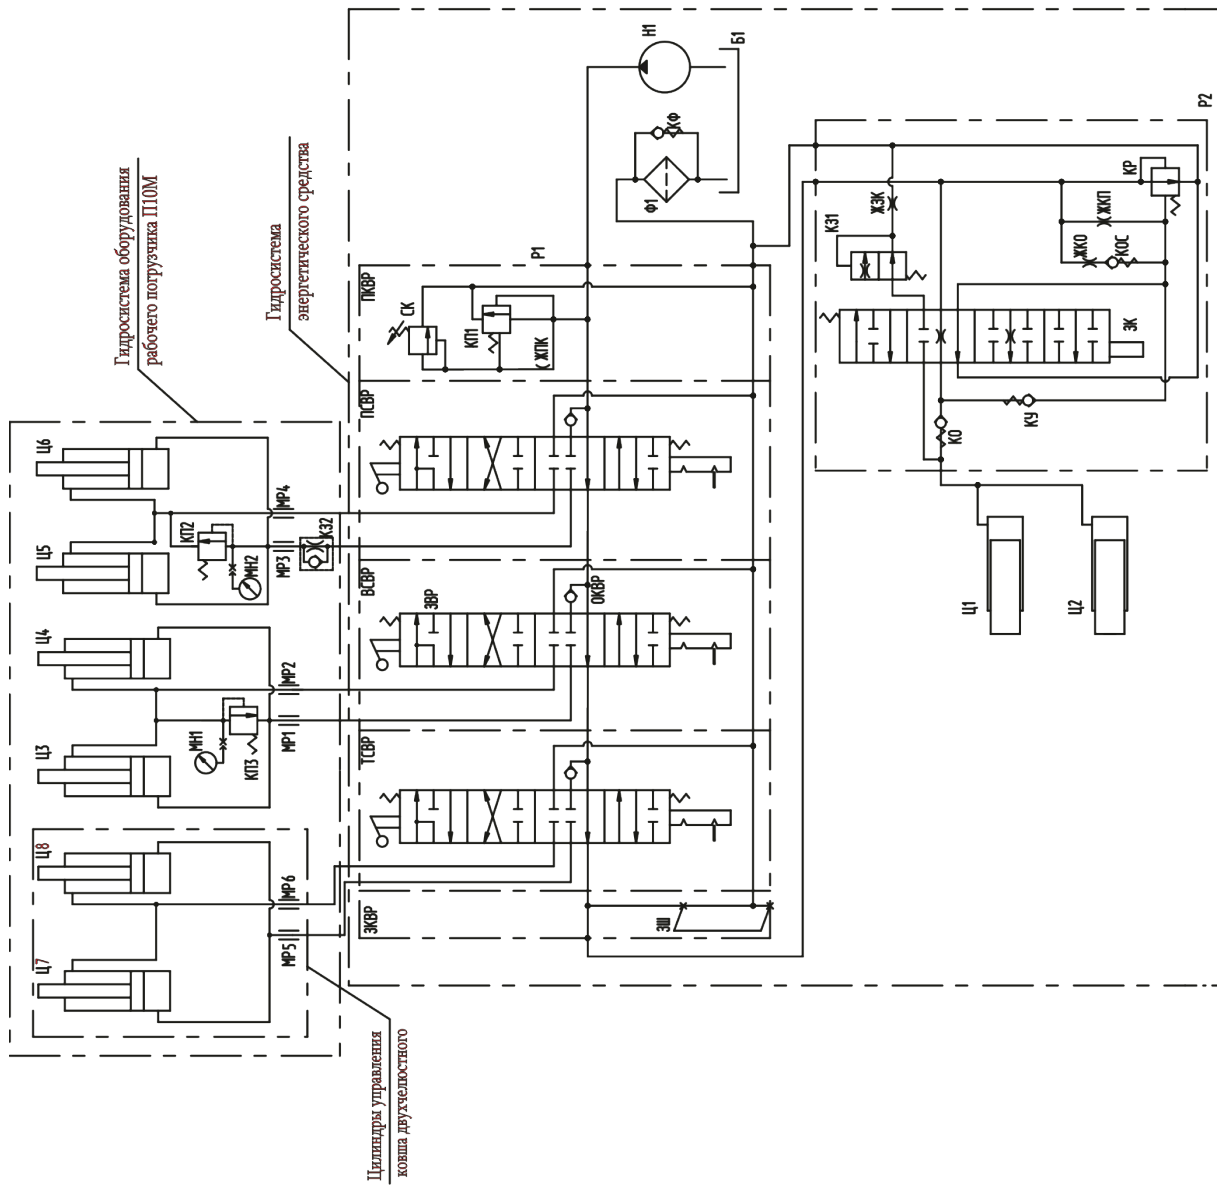 Гидросистема оборудования
рабочего погрузчика П10М
Гидросистема
энергетического средства
Цилиндры управления
ковша двухчелюстного
Ц6
Ц5
Ц4
Ц3
Ц8
Ц7
КП2
МН2
МР4
МР3
КЗ2
МР2
МР1
МН1
КП3
МР6
МР5
Н1
Б1
КФ
Ф1
Р1
ПКВР
СК
КП1
ЖПК
ПСВР
ВСВР
ЗВР
ОКВР
ТСВР
ЗКВР
ЗШ
Р2
КР
ЖЗК
КЗ1
ЖКП
ЖКО
КОС
ЗК
КУ
КО
Ц1
Ц2